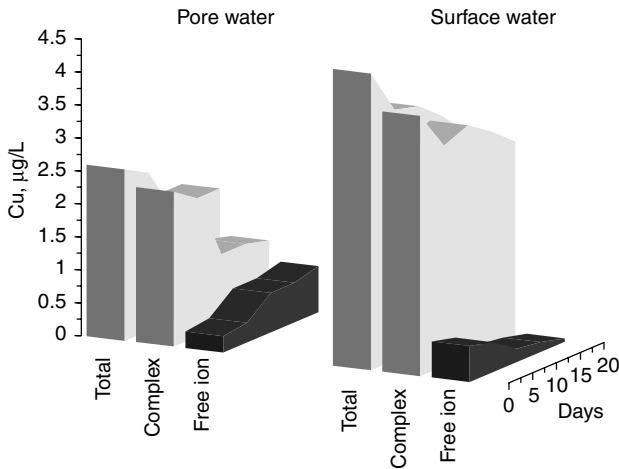 Pore water
Surface water
Cu, µg/L
4.5
4
3.5
3
2.5
2
1.5
1
0.5
0
Total
Complex
Free ion
Total
Complex
Free ion
0 5 10 15 20
Days